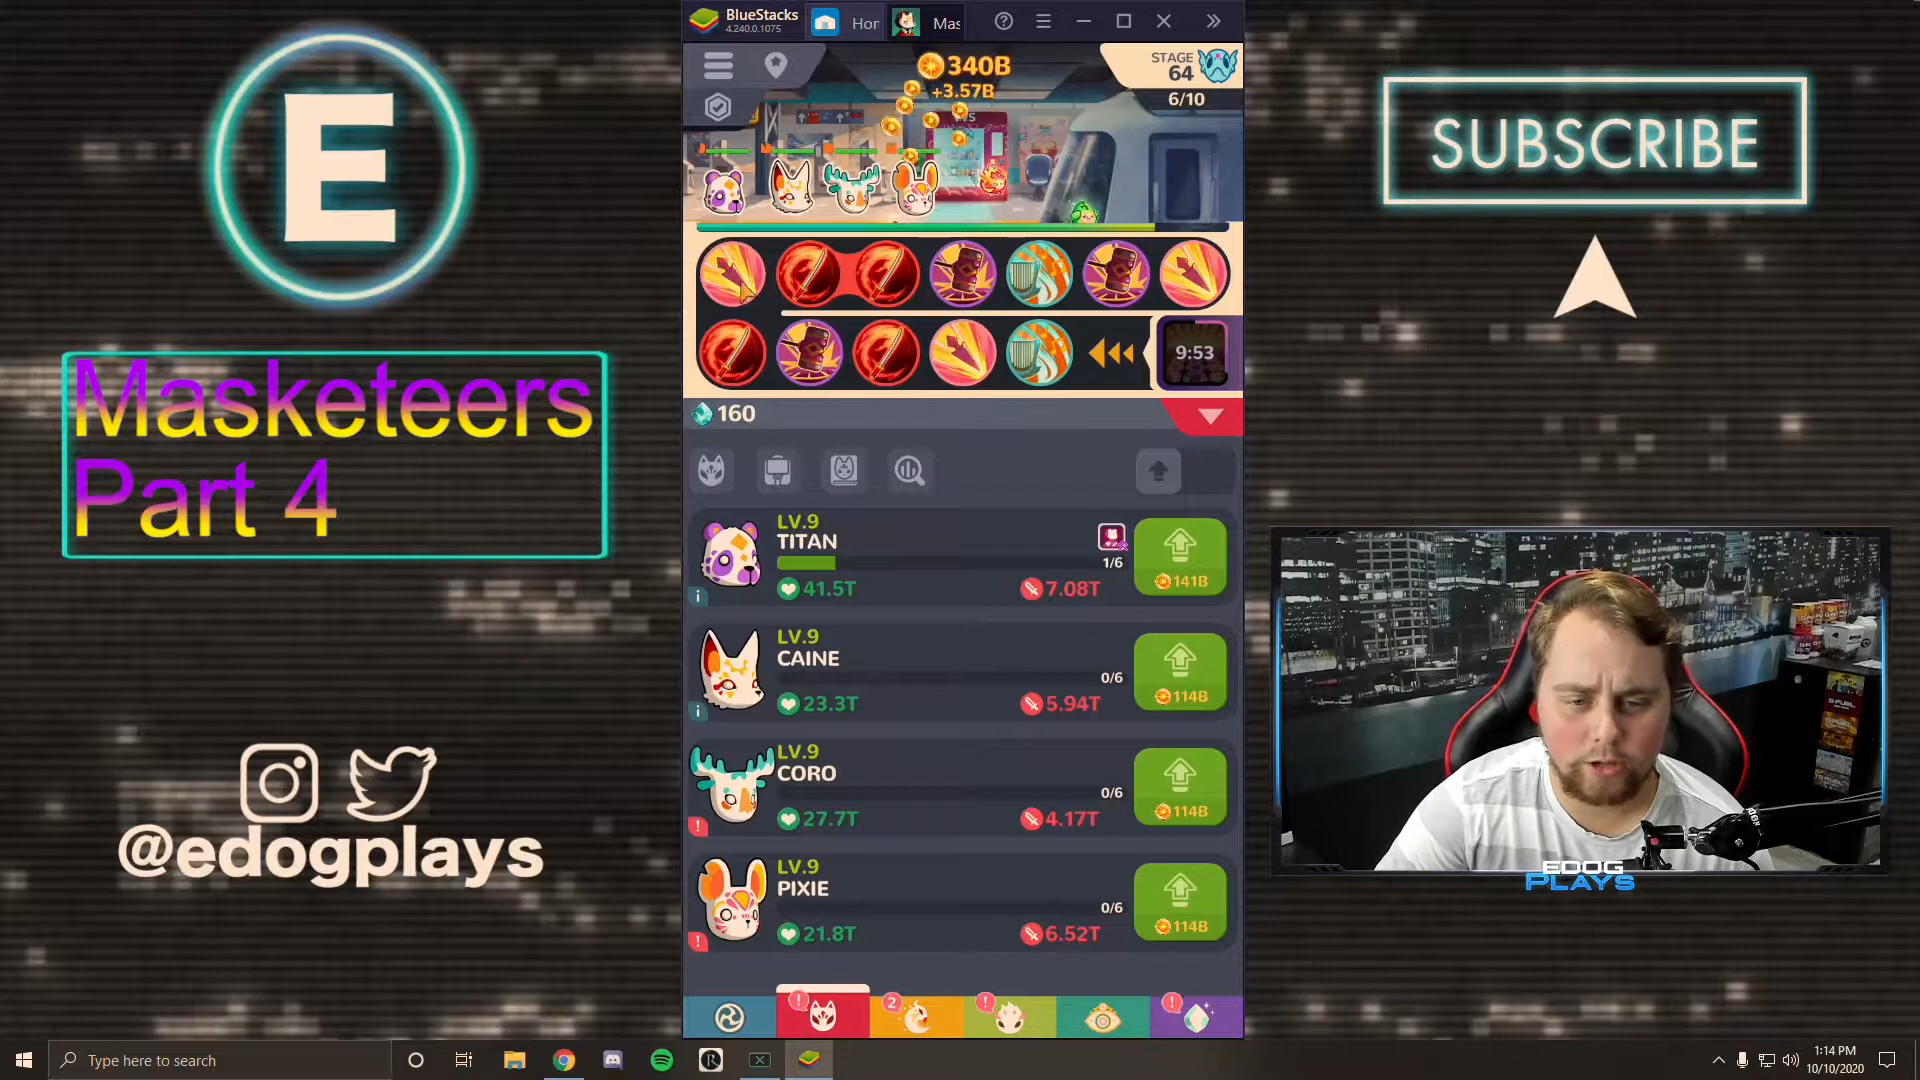 BlueStacks
4.240.0.1075
Hor
Mas
E
Masketeers
Part 4
@edogplays
340B
+3.57B
STAGE
64
6/10
9:53
160
LV.9
TITAN
1/6
41.5T
7.08T
141B
LV.9
CAINE
0/6
23.3T
5.94T
114B
LV.9
CORO
0/6
27.7T
4.17T
114B
LV.9
PIXIE
0/6
21.8T
6.52T
114B
2
SUBSCRIBE
EDOG
PLAYS
Type here to search
1:14 PM
10/10/2020